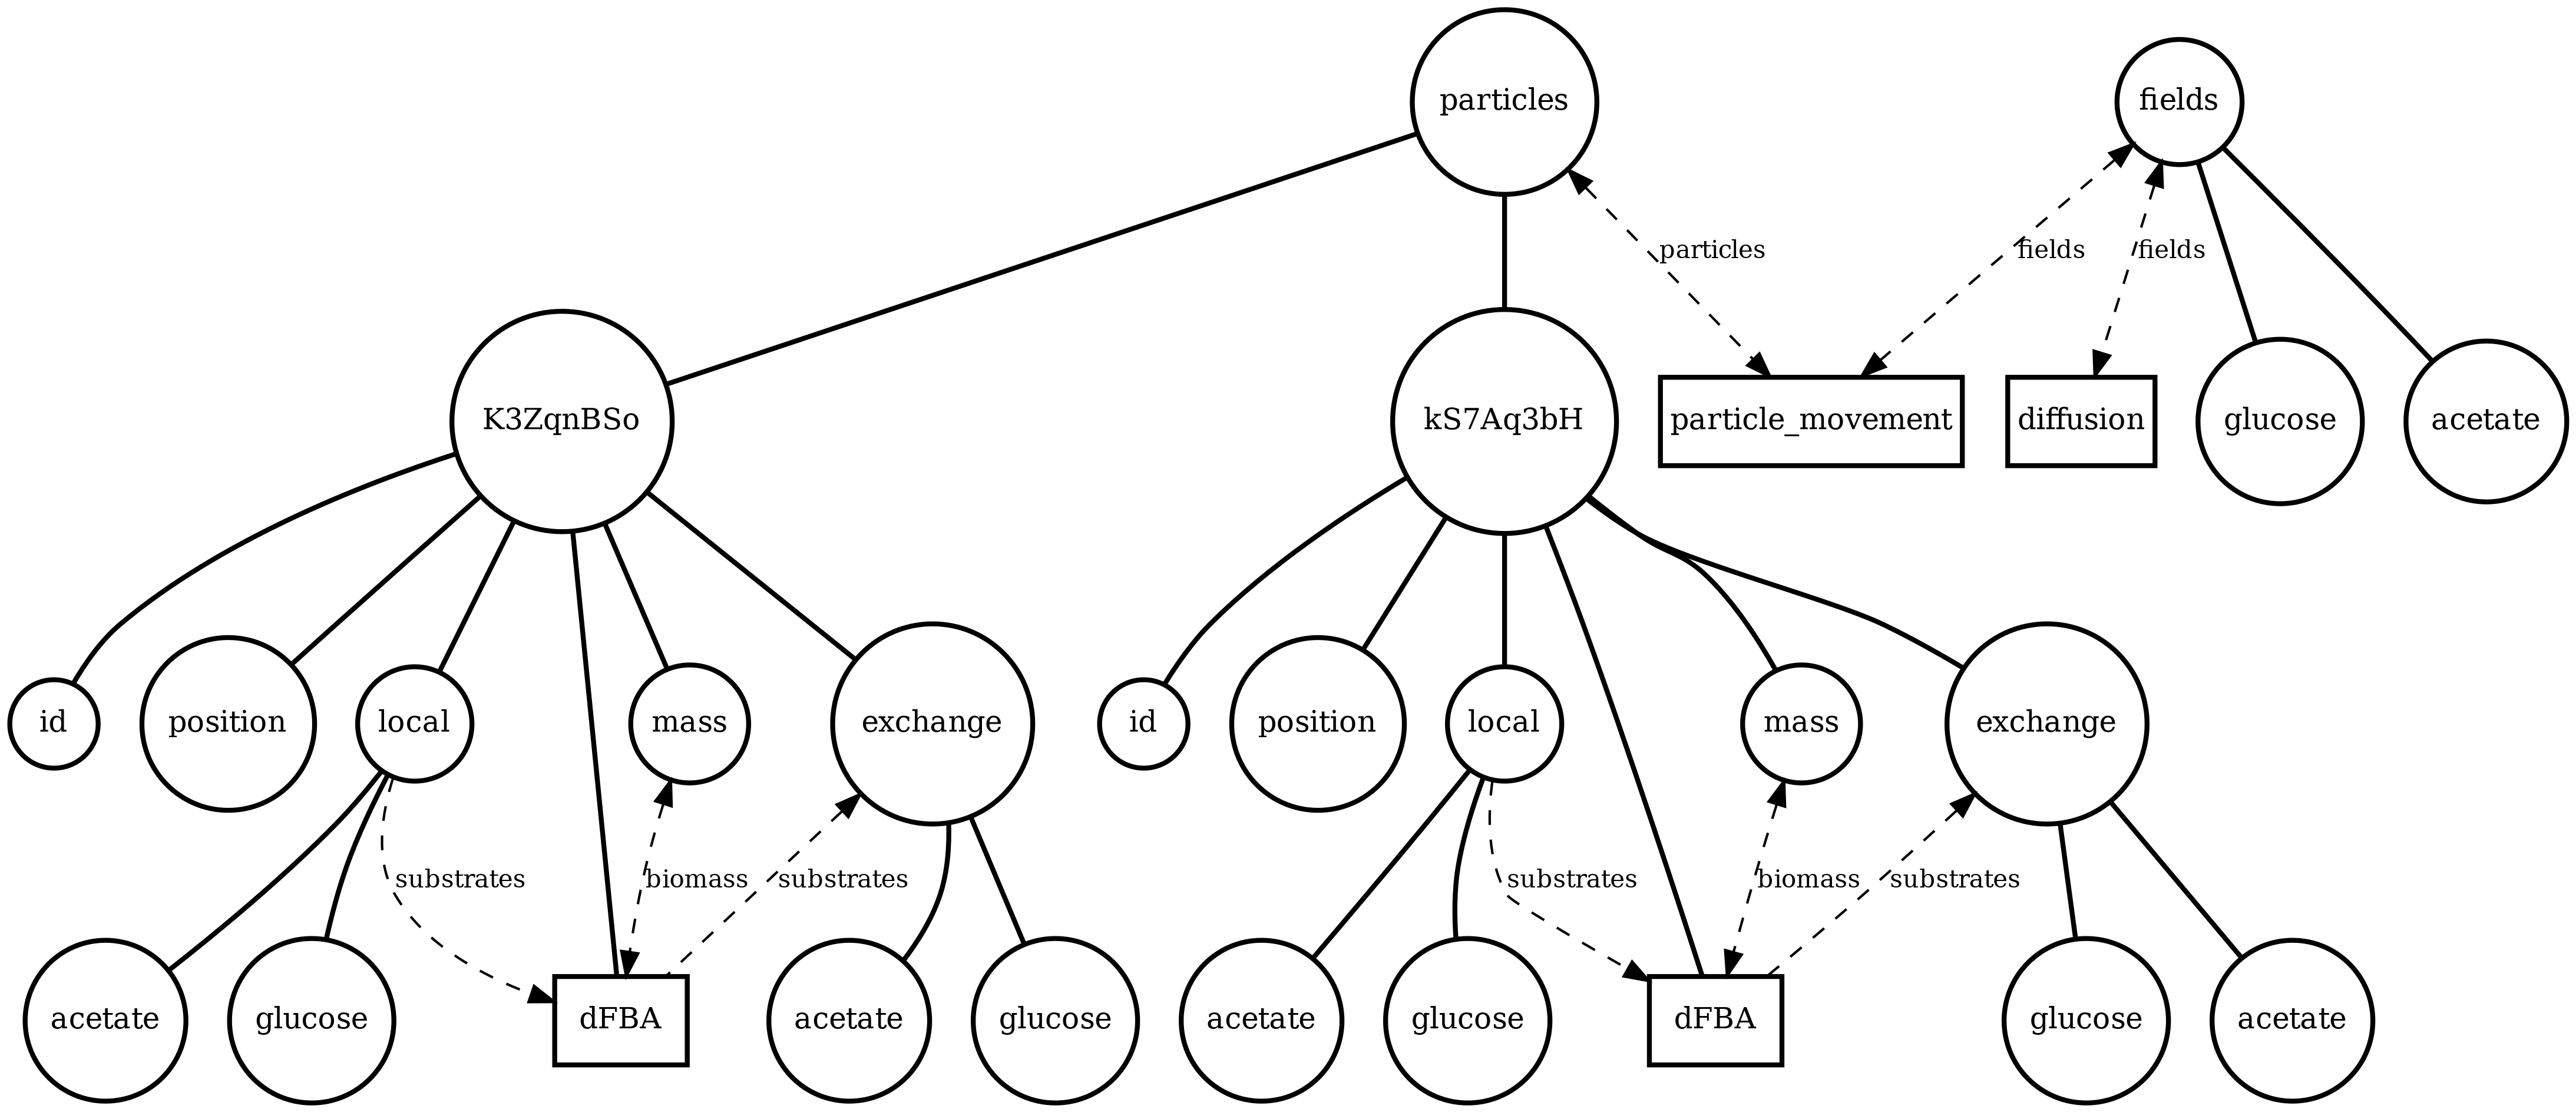 particles
fields
particles
fields
fields
K3ZqnBSo
kS7Aq3bH
particle_movement
diffusion
glucose
acetate
id
position
local
mass
exchange
id
position
local
mass
exchange
substrates
biomass
substrates
substrates
biomass
substrates
acetate
glucose
dFBA
acetate
glucose
acetate
glucose
dFBA
glucose
acetate